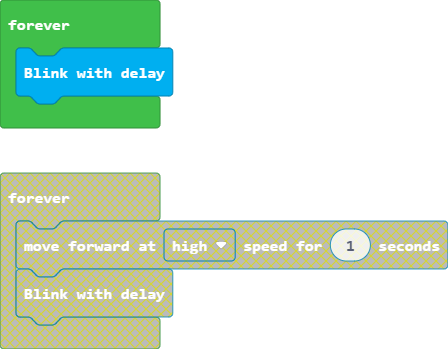 forever
Blink with delay
forever
move forward at high speed for 1 seconds
Blink with delay